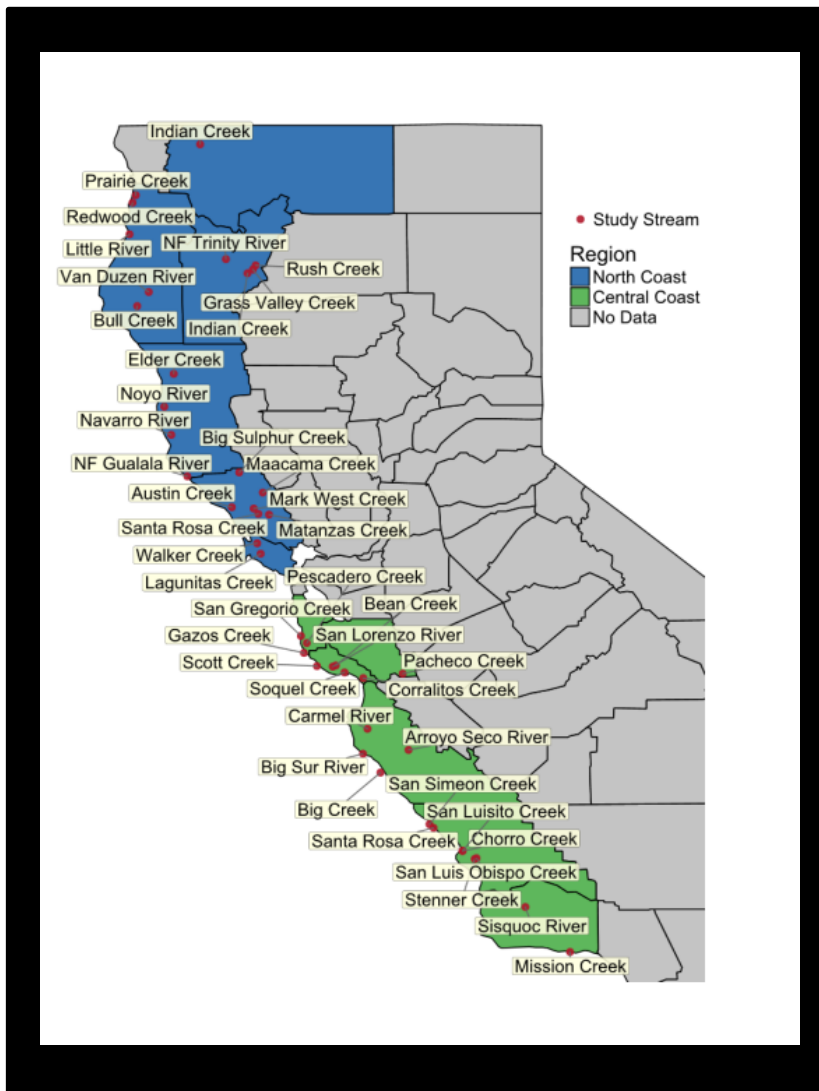 Indian Creek
Prairie Creek
Redwood Creek
Study Stream
Little River
NF Trinity River
Region
Rush Creek
North Coast
Van Duzen River
Central Coast
Grass Valley Creek
No Data
Bull Creek
Indian Creek
Elder Creek
Noyo River
Navarro River
Big Sulphur Creek
NF Gualala River
Maacama Creek
Austin Creek
Mark West Creek
Santa Rosa Creek
Matanzas Creek
Walker Creek
Lagunitas Creek
Pescadero Creek
San Gregorio Creek
Bean Creek
Gazos Creek
San Lorenzo River
Scott Creek
Pacheco Creek
Soquel Creek
Corralitos Creek
Carmel River
Arroyo Seco River
Big Sur River
San Simeon Creek
Big Creek
San Luisito Creek
Santa Rosa Creek
Chorro Creek
San Luis Obispo Creek
Stenner Creek
Sisquoc River
Mission Creek